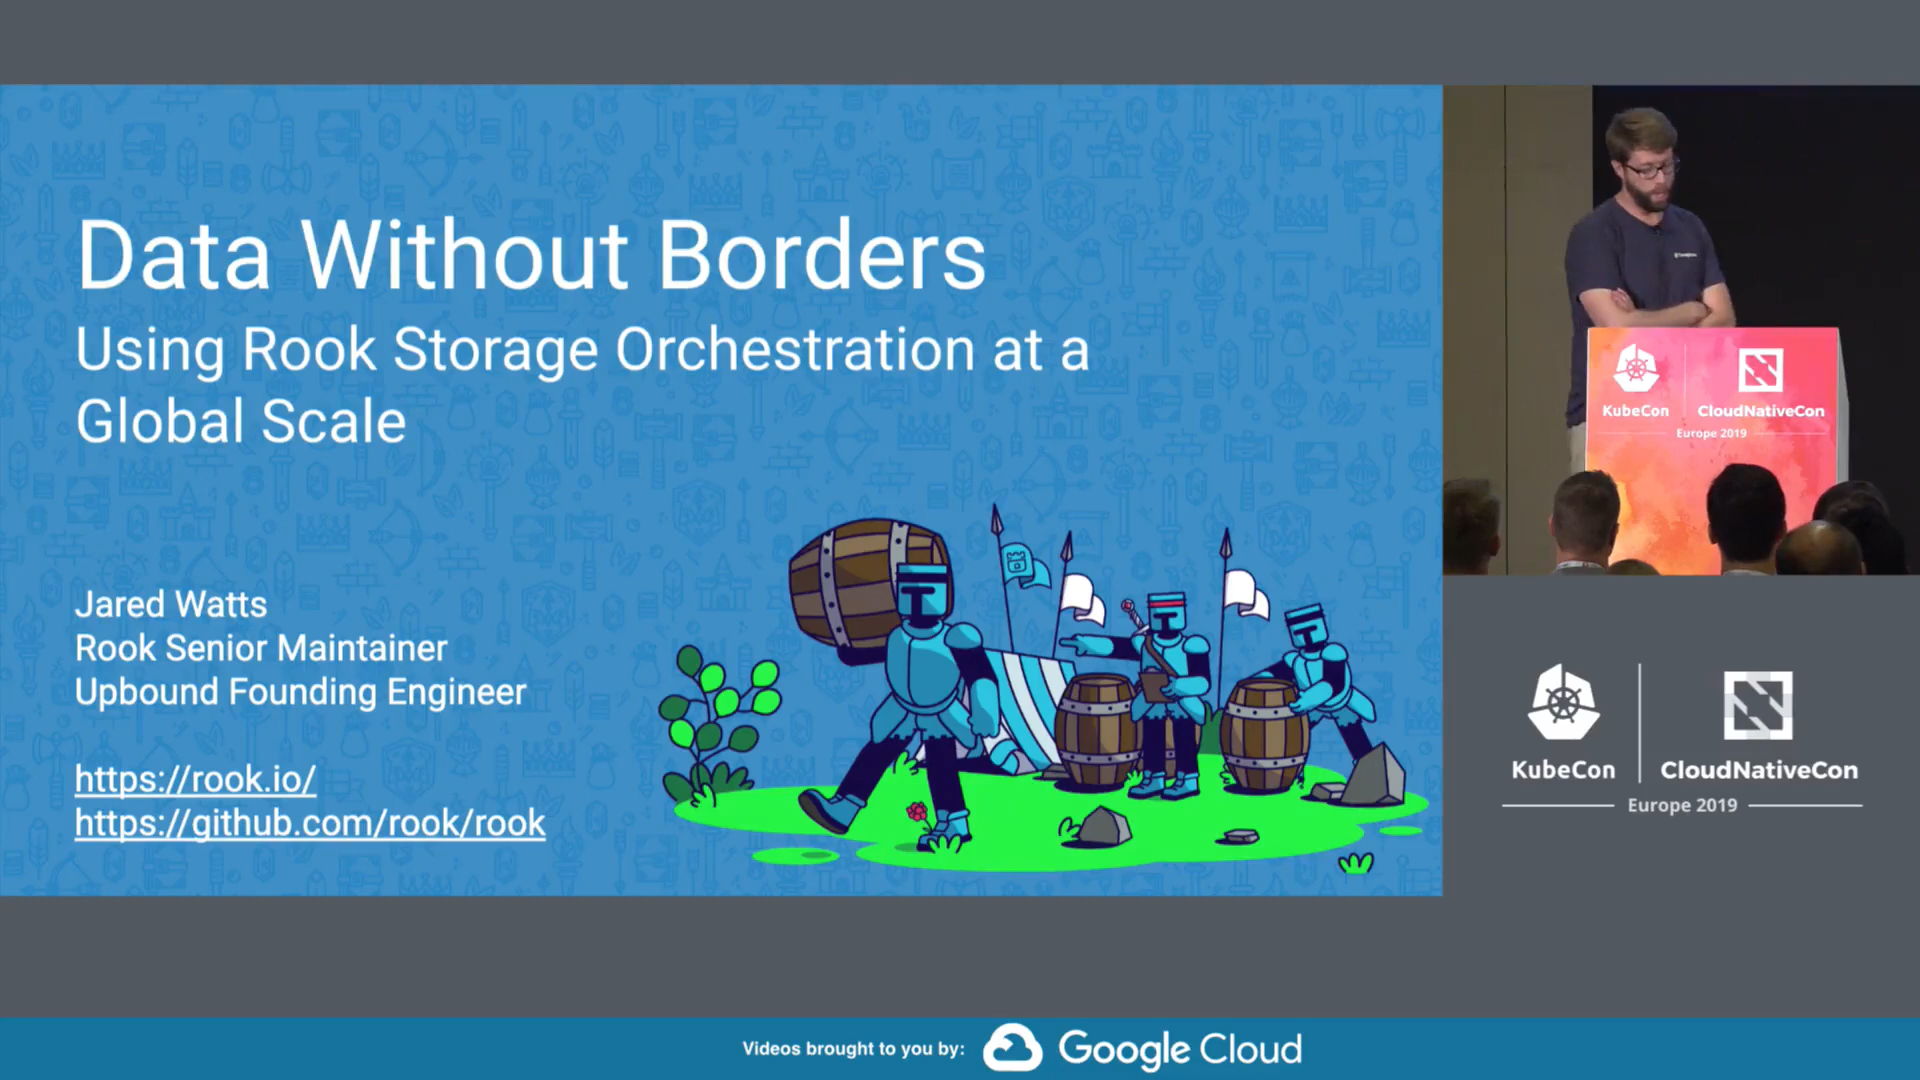 Data Without Borders
Using Rook Storage Orchestration at a
Global Scale
Jared Watts
Rook Senior Maintainer
Upbound Founding Engineer
https://rook.io/
https://github.com/rook/rook
KubeCon
CloudNativeCon
Europe 2019
KubeCon
CloudNativeCon
Europe 2019
Videos brought to you by:
Google Cloud